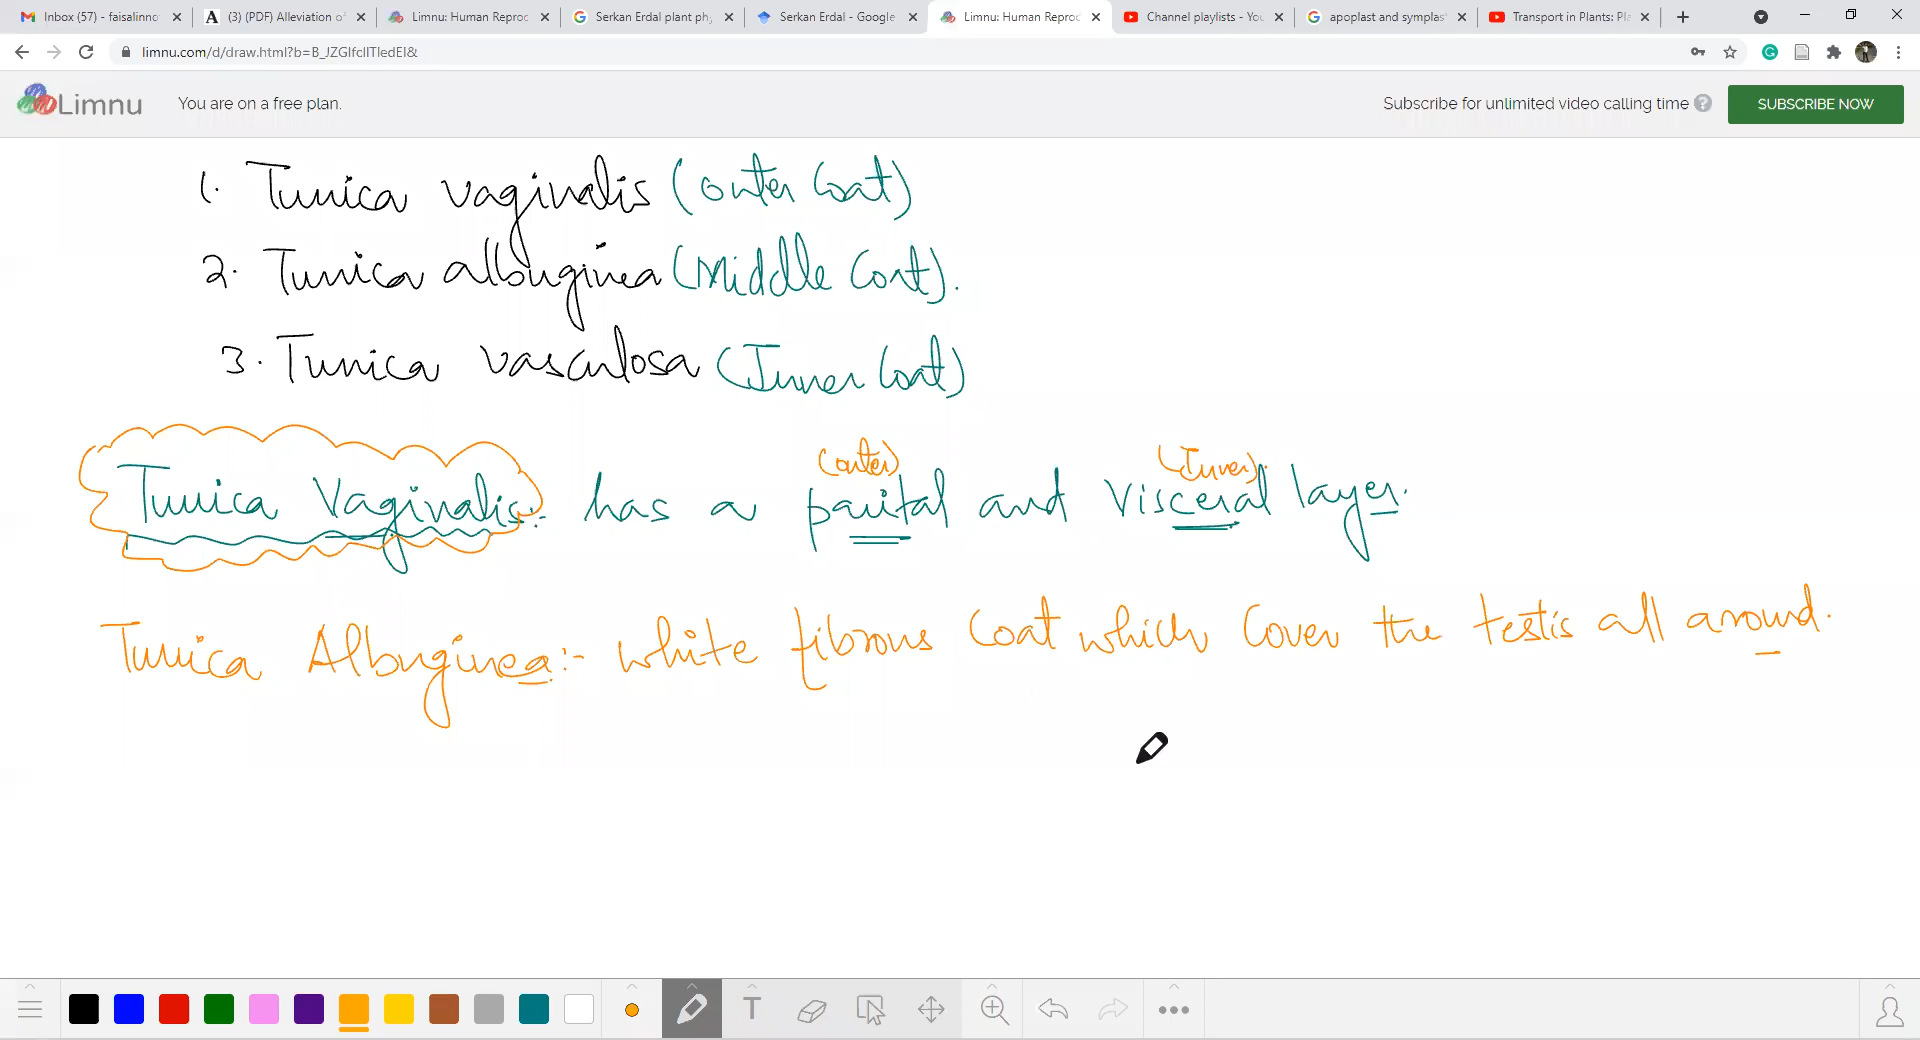 Inbox (57) - faisalinno
(3) (PDF) Alleviation of
Limnu: Human Reproc
Serkan Erdal plant phy
Serkan Erdal - Google
Limnu: Human Reproc
Channel playlists - You
apoplast and symplas
Transport in Plants: Pla
limnu.com/d/draw.html?b=B_JZGIfcIITledEI&
Limnu
You are on a free plan.
Subscribe for unlimited video calling time ?
SUBSCRIBE NOW
1. Tunica vaginalis (outer Coat)
2. Tunica albuginea (Middle Coat).
3. Tunica vasculosa (Inner Coat)
(outer) (Inner).
Tunica Vaginalis:- has a parital and visceral layer.
Tunica Albuginea:- white fibrous Coat which Cover the testis all around.
T